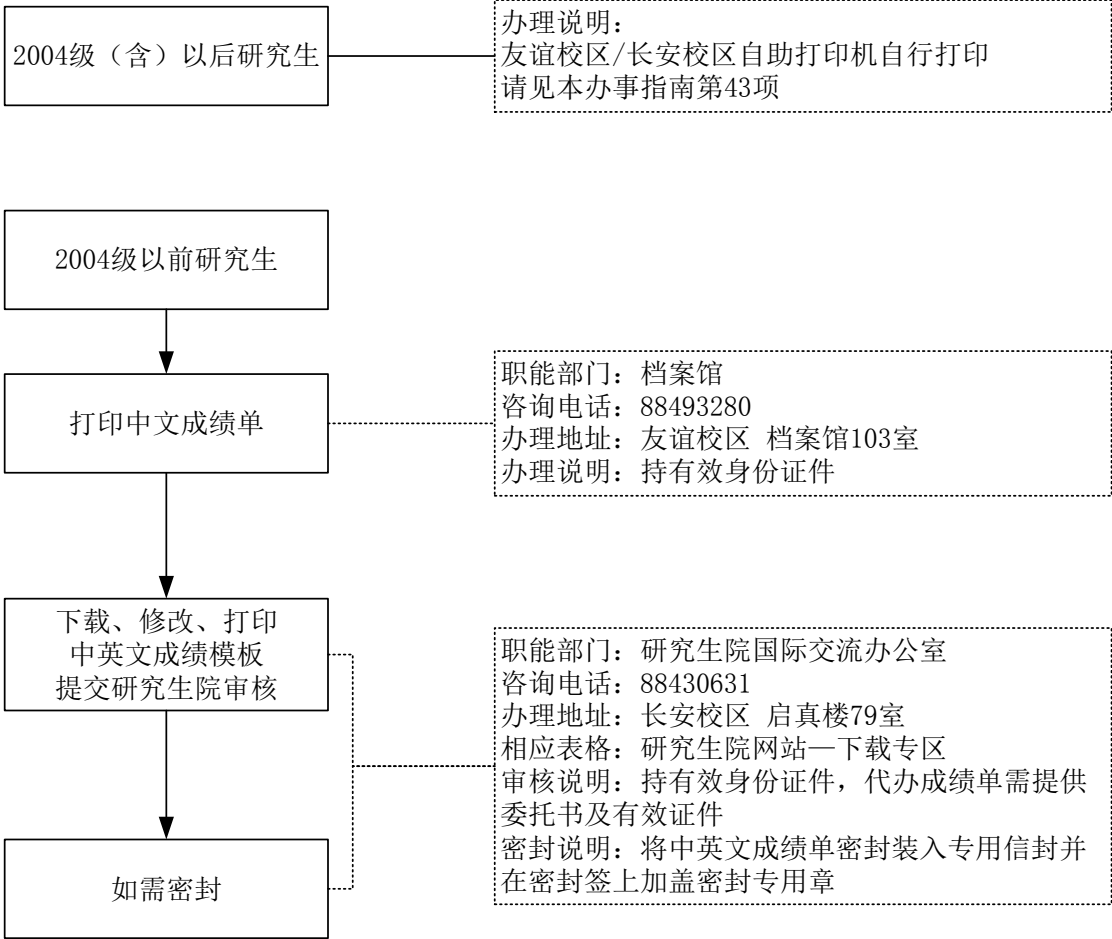 2004级（含）以后研究生
办理说明：
友谊校区/长安校区自助打印机自行打印
请见本办事指南第43项
2004级以前研究生
打印中文成绩单
职能部门：档案馆
咨询电话：88493280
办理地址：友谊校区 档案馆103室
办理说明：持有效身份证件
下载、修改、打印
中英文成绩模板
提交研究生院审核
职能部门：研究生院国际交流办公室
咨询电话：88430631
办理地址：长安校区 启真楼79室
相应表格：研究生院网站—下载专区
审核说明：持有效身份证件，代办成绩单需提供
委托书及有效证件
密封说明：将中英文成绩单密封装入专用信封并
在密封签上加盖密封专用章
如需密封